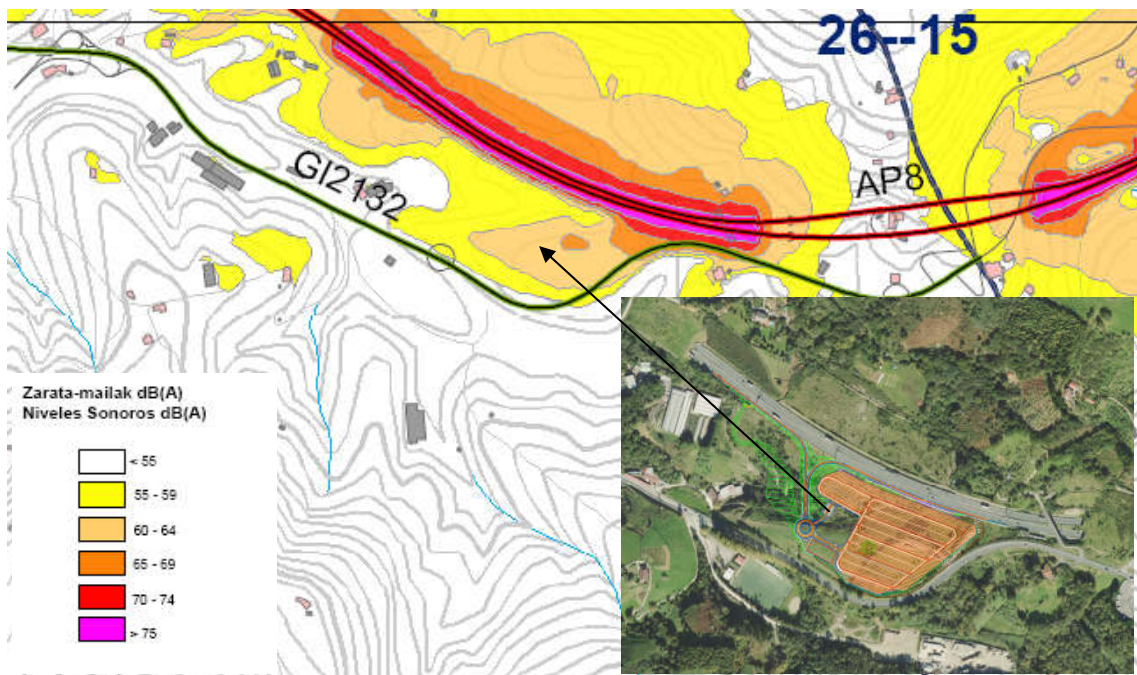 26--15
GI2132
AP8
Zarata-mailak dB(A)
Niveles Sonoros dB(A)
< 55
55 - 59
60 - 64
65 - 69
70 - 74
> 75